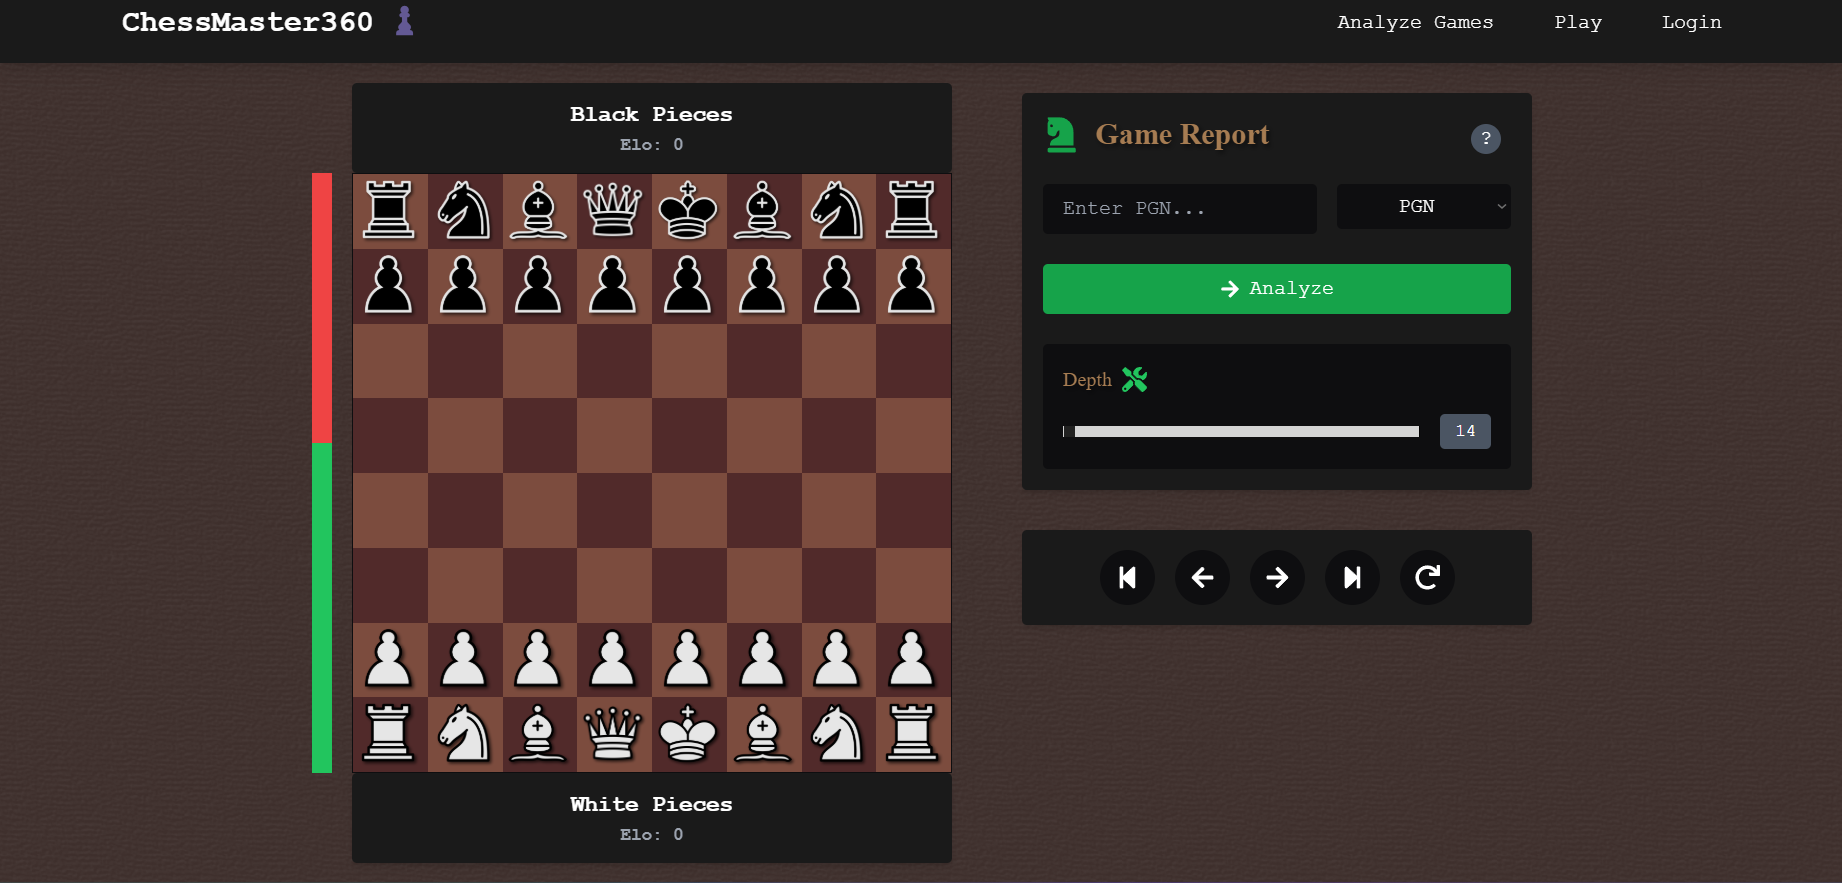 ChessMaster360
Analyze Games
Play
Login
Black Pieces
Elo: 0
White Pieces
Elo: 0
Game Report
?
Enter PGN...
PGN
Analyze
Depth
14